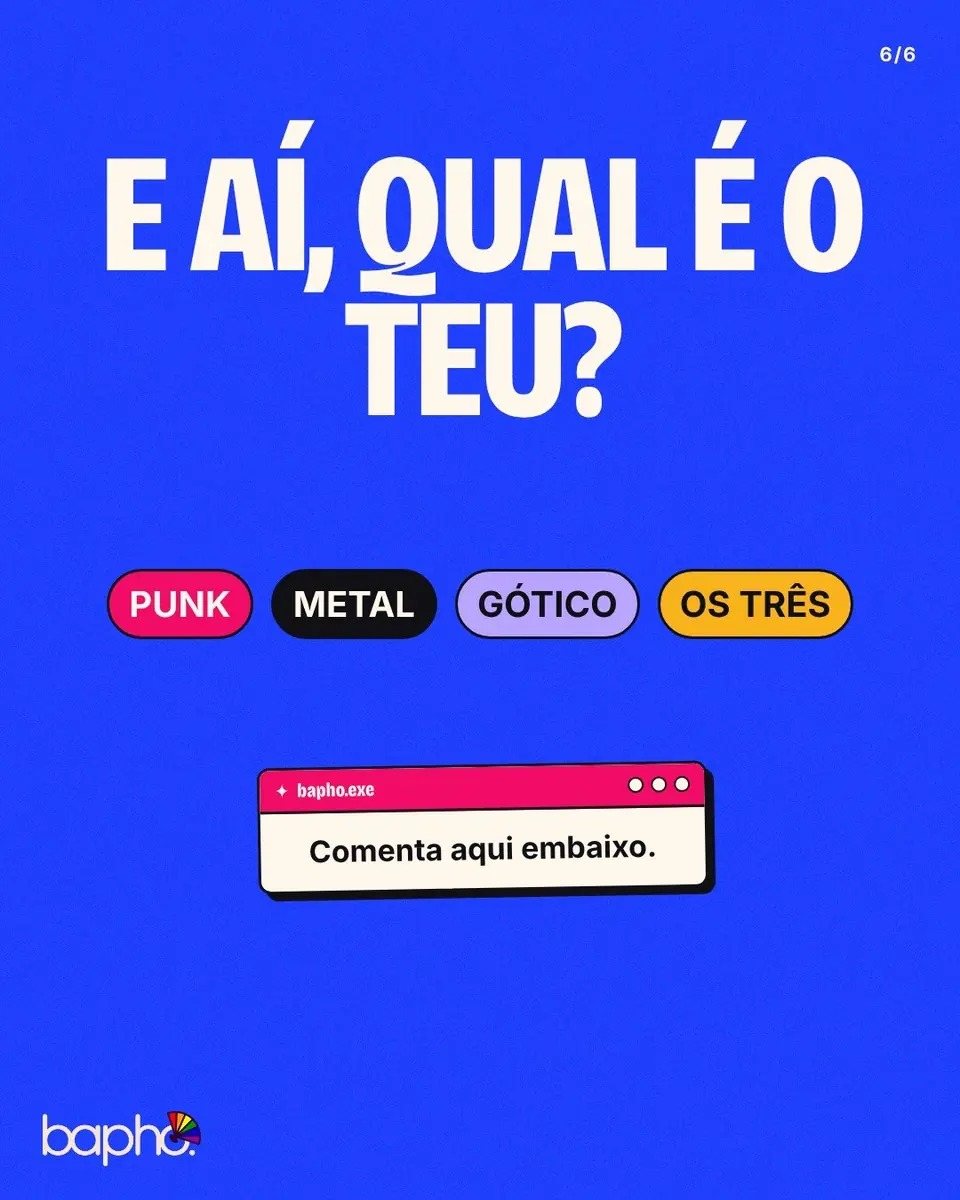 6/6
E AÍ, QUAL É O
TEU?
PUNK METAL GÓTICO OS TRÊS
bapho.exe
Comenta aqui embaixo.
bapho.